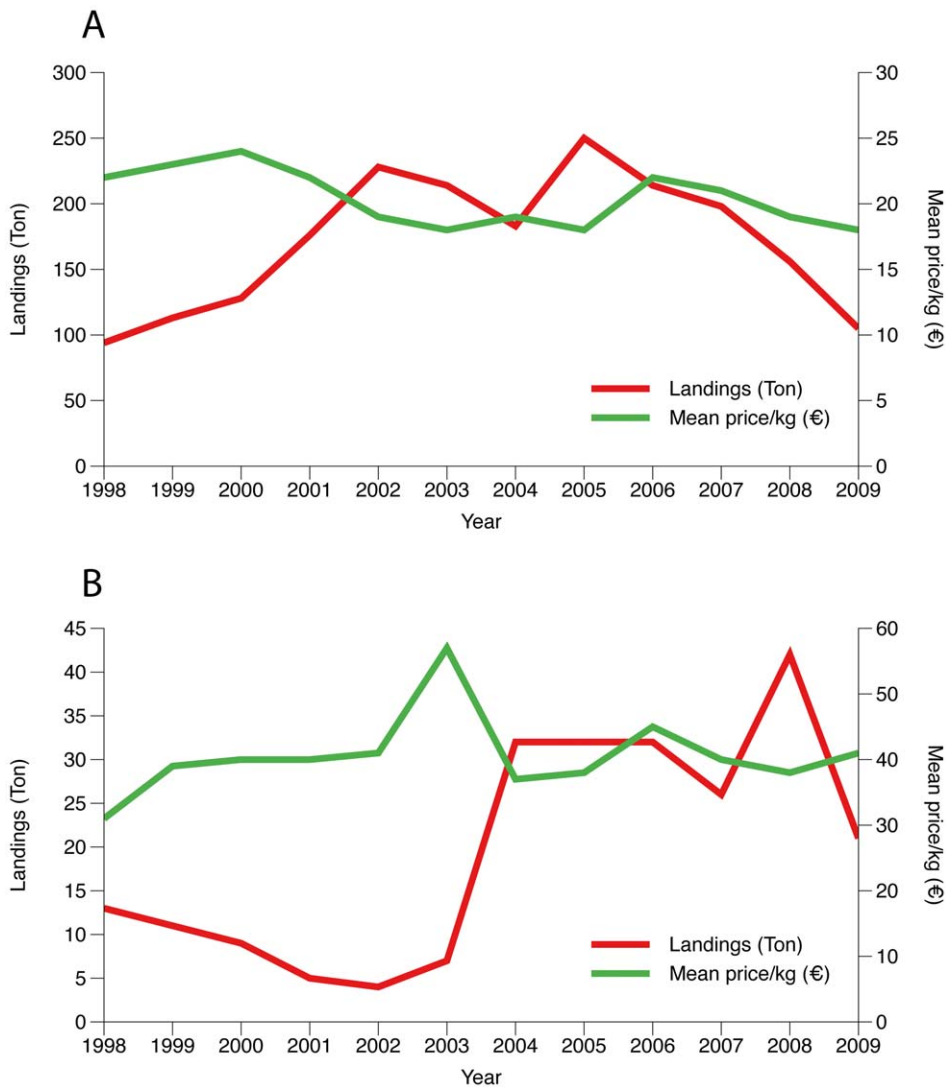 A
300
250
200
150
100
50
0
Landings (Ton)
30
25
20
15
10
5
0
Mean price/kg (€)
Landings (Ton)
Mean price/kg (€)
1998 1999 2000 2001 2002 2003 2004 2005 2006 2007 2008 2009
Year
B
45
40
35
30
25
20
15
10
5
0
Landings (Ton)
60
50
40
30
20
10
0
Mean price/kg (€)
Landings (Ton)
Mean price/kg (€)
1998 1999 2000 2001 2002 2003 2004 2005 2006 2007 2008 2009
Year